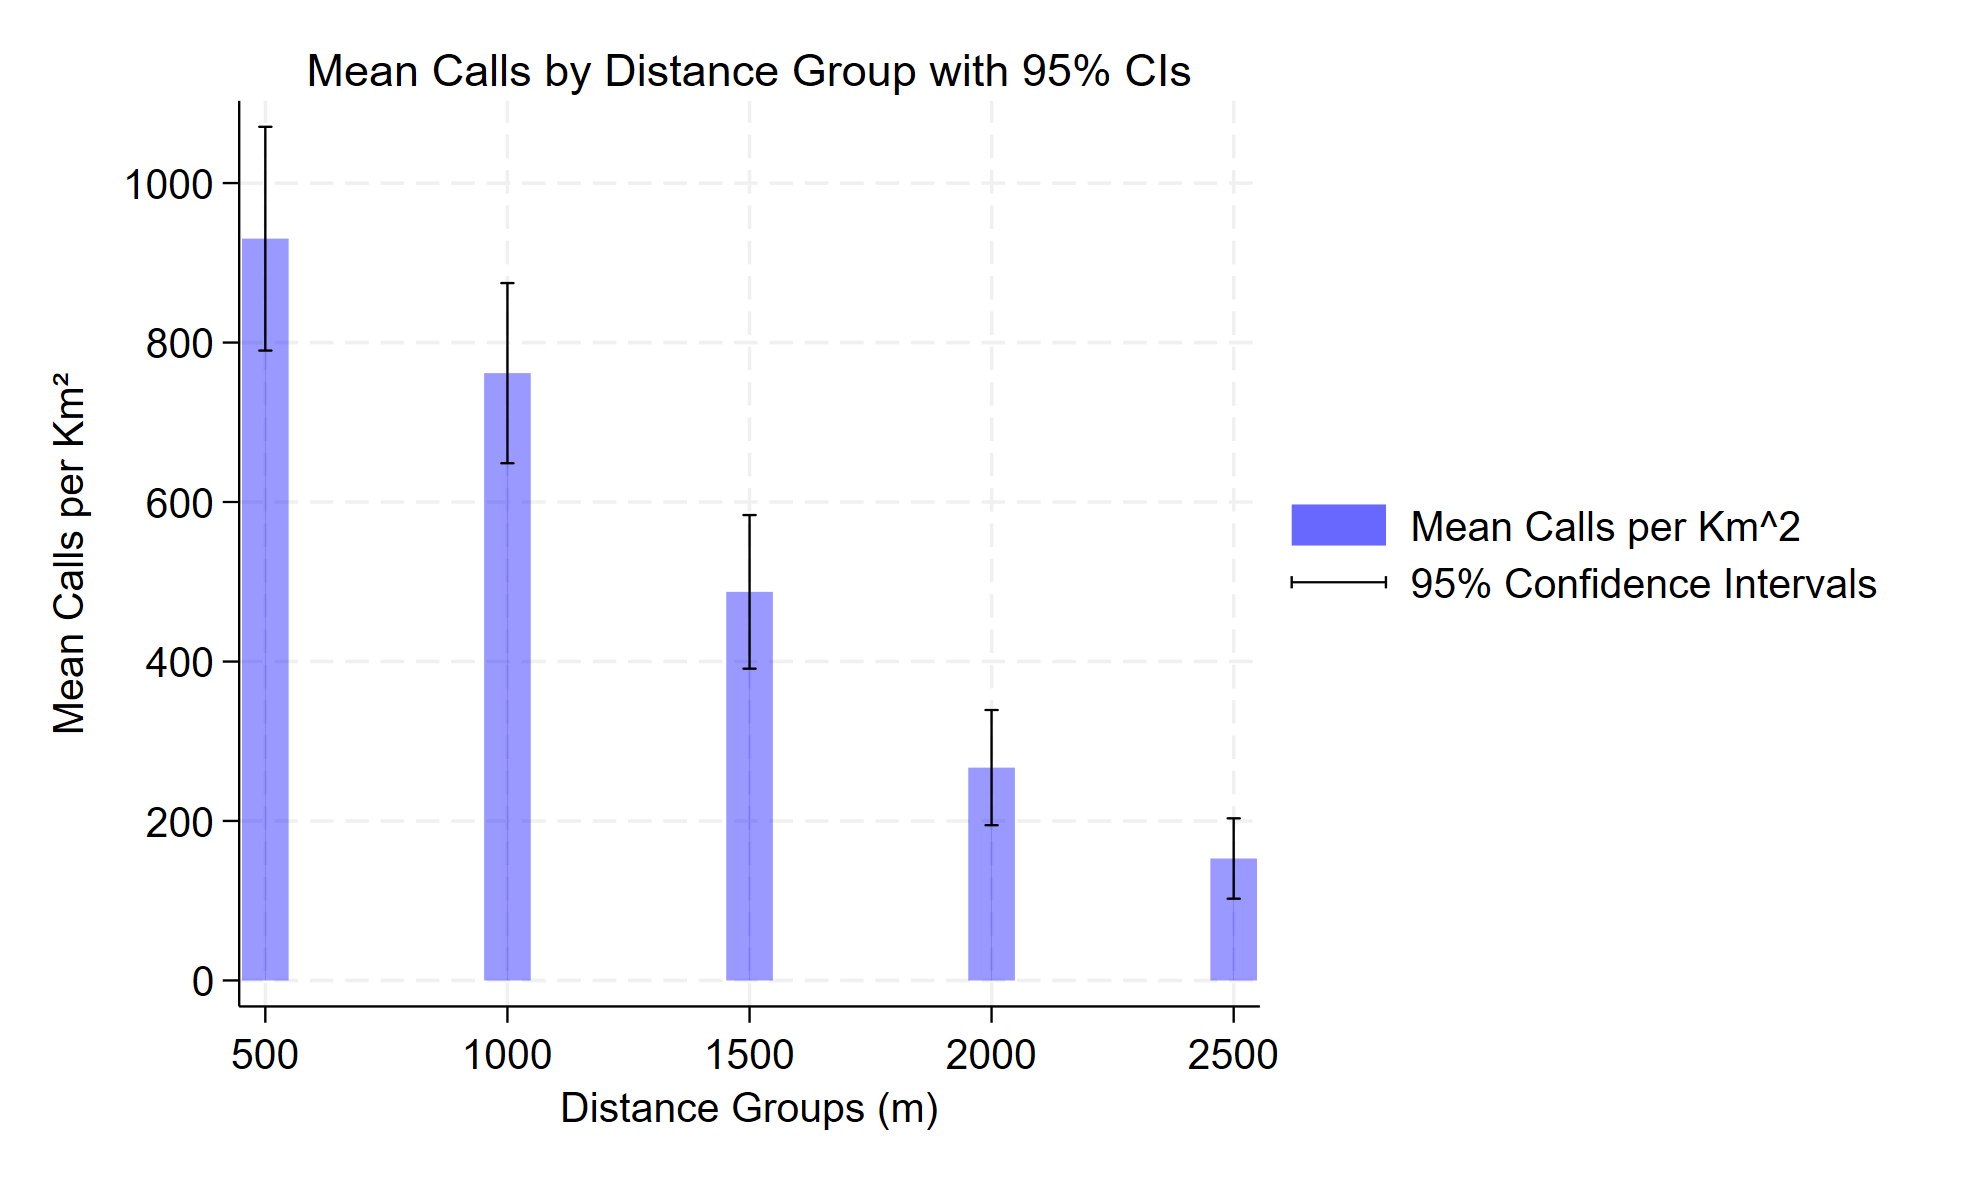 Mean Calls by Distance Group with 95% CIs
Mean Calls per Km²
1000
800
600
400
200
0
500 1000 1500 2000 2500
Distance Groups (m)
Mean Calls per Km^2
95% Confidence Intervals